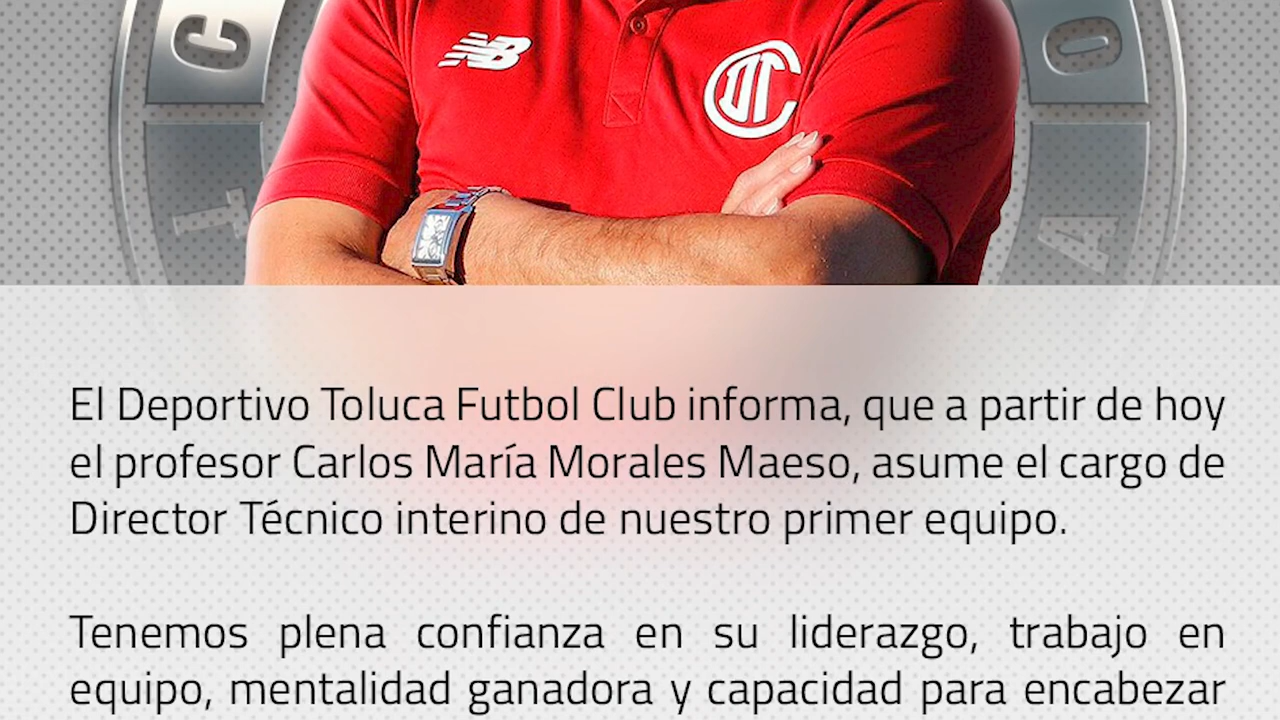 C
O
T
A
NB
DTC
El Deportivo Toluca Futbol Club informa, que a partir de hoy
el profesor Carlos María Morales Maeso, asume el cargo de
Director Técnico interino de nuestro primer equipo.
Tenemos plena confianza en su liderazgo, trabajo en
equipo, mentalidad ganadora y capacidad para encabezar